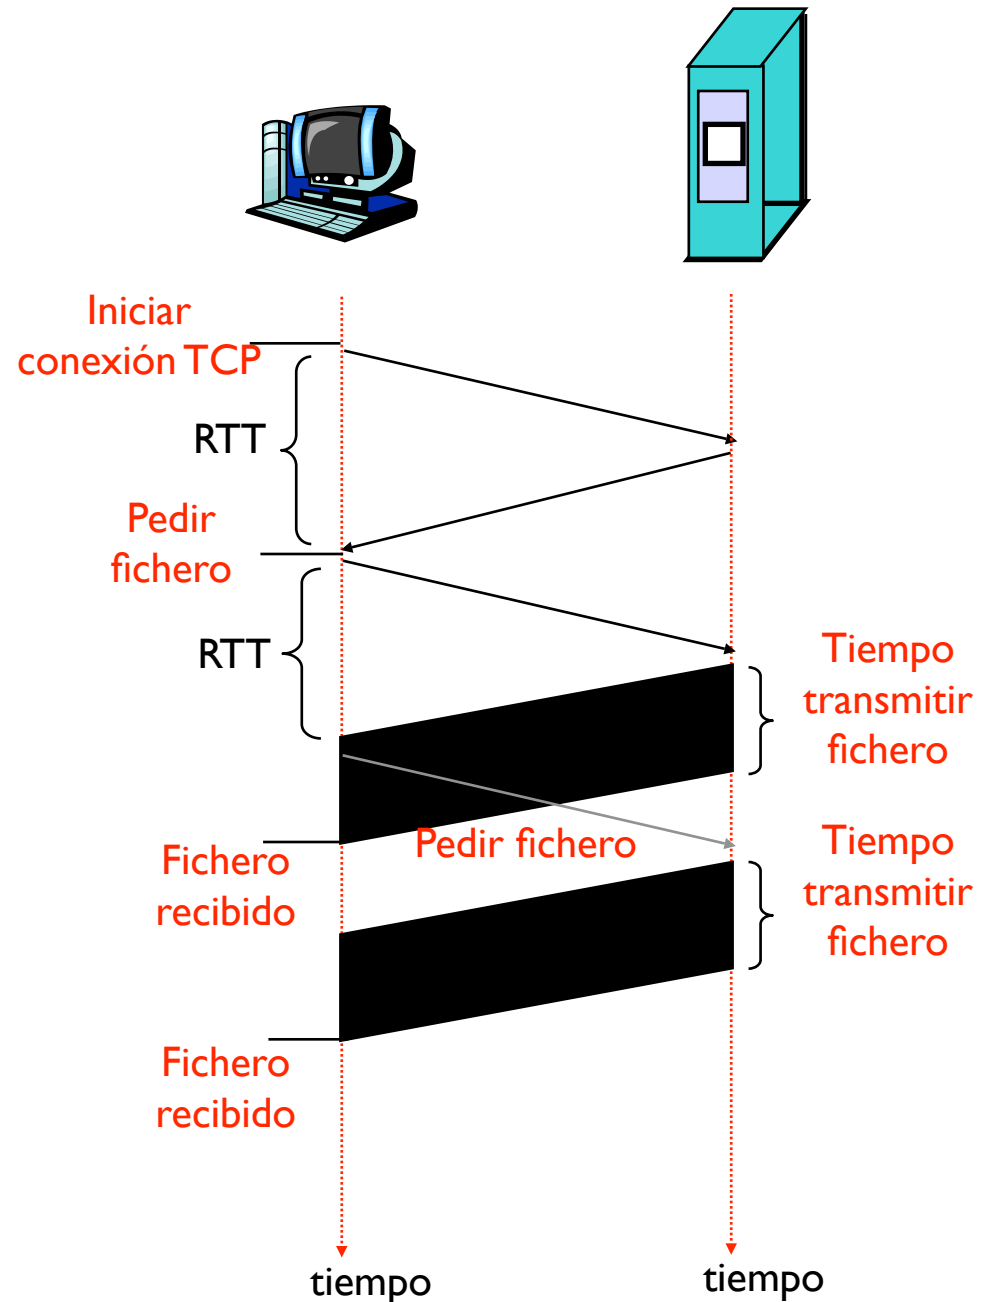 Iniciar
conexión TCP
RTT
Pedir
fichero
RTT
Tiempo
transmitir
fichero
Pedir fichero
Fichero
recibido
Tiempo
transmitir
fichero
Fichero
recibido
tiempo
tiempo